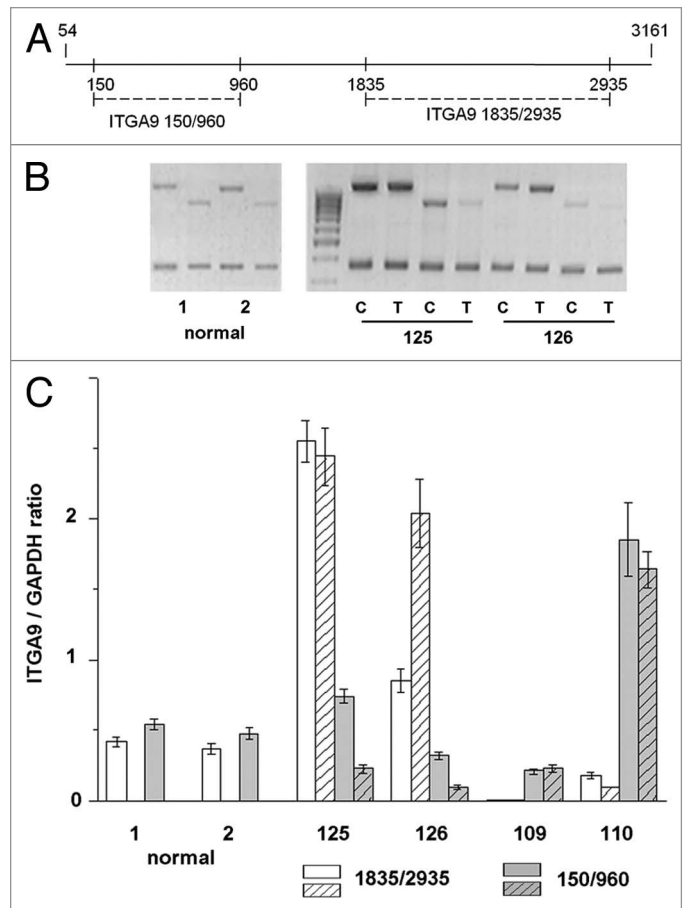 A
54 3161
150 960 1835 2935
ITGA9 150/960 ITGA9 1835/2935
B
1 2
normal
C T C T C T C T
125 126
C
ITGA9 / GAPDH ratio
2
1
0
1 2 125 126 109 110
normal
1835/2935 150/960